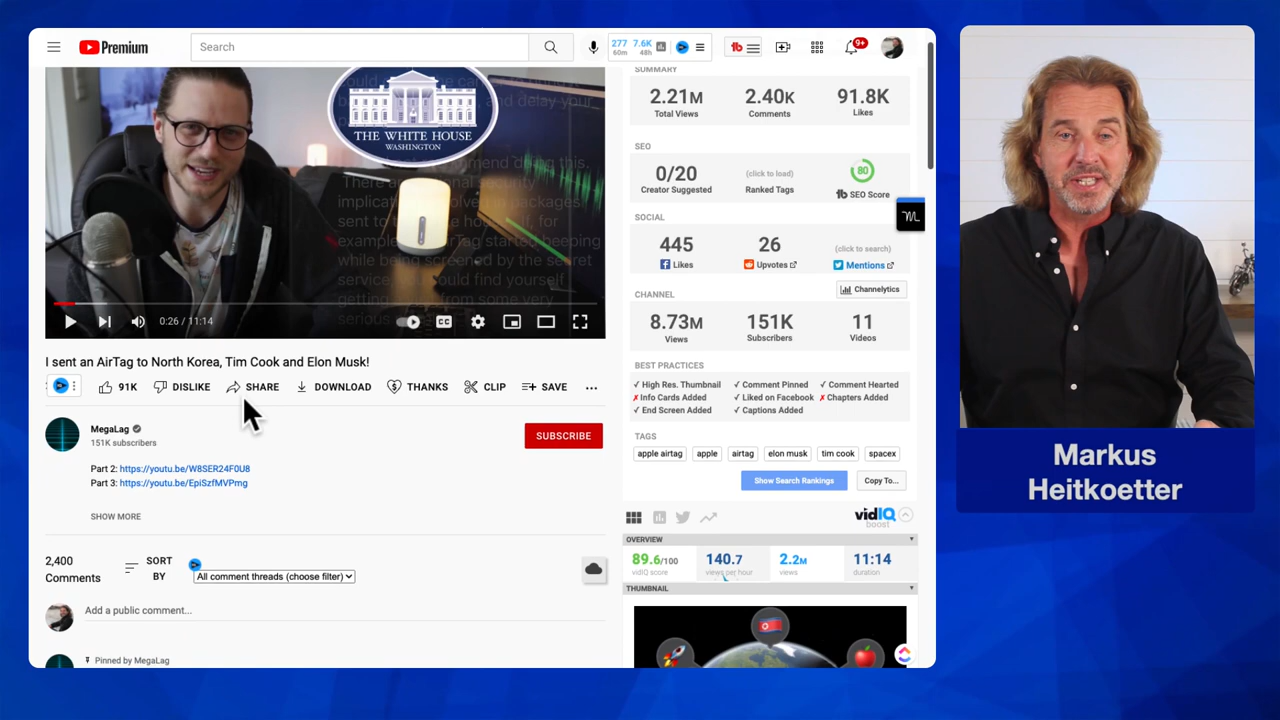 Premium
Search
277 7.6K
60m 48h
9+
THE WHITE HOUSE
WASHINGTON
0:26 / 11:14
CC
I sent an AirTag to North Korea, Tim Cook and Elon Musk!
91K DISLIKE SHARE DOWNLOAD THANKS CLIP SAVE ...
MegaLag
151K subscribers
SUBSCRIBE
Part 2: https://youtu.be/W8SER24F0U8
Part 3: https://youtu.be/EpiSzfMVPmg
SHOW MORE
2,400
Comments
SORT
BY
All comment threads (choose filter)
Add a public comment...
Pinned by MegaLag
SUMMARY
2.21M 2.40K 91.8K
Total Views Comments Likes
SEO
0/20 (click to load) 80
Creator Suggested Ranked Tags tb SEO Score
SOCIAL
445 26 (click to search)
Likes Upvotes Mentions
CHANNEL Channelytics
8.73M 151K 11
Views Subscribers Videos
BEST PRACTICES
✓ High Res. Thumbnail ✓ Comment Pinned ✓ Comment Hearted
✗ Info Cards Added ✓ Liked on Facebook ✗ Chapters Added
✓ End Screen Added ✓ Captions Added
TAGS
apple airtag apple airtag elon musk tim cook spacex
Show Search Rankings Copy To...
vidIQ
boost
OVERVIEW
89.6/100 140.7 2.2m 11:14
vidIQ score views per hour views duration
THUMBNAIL
Markus
Heitkoetter